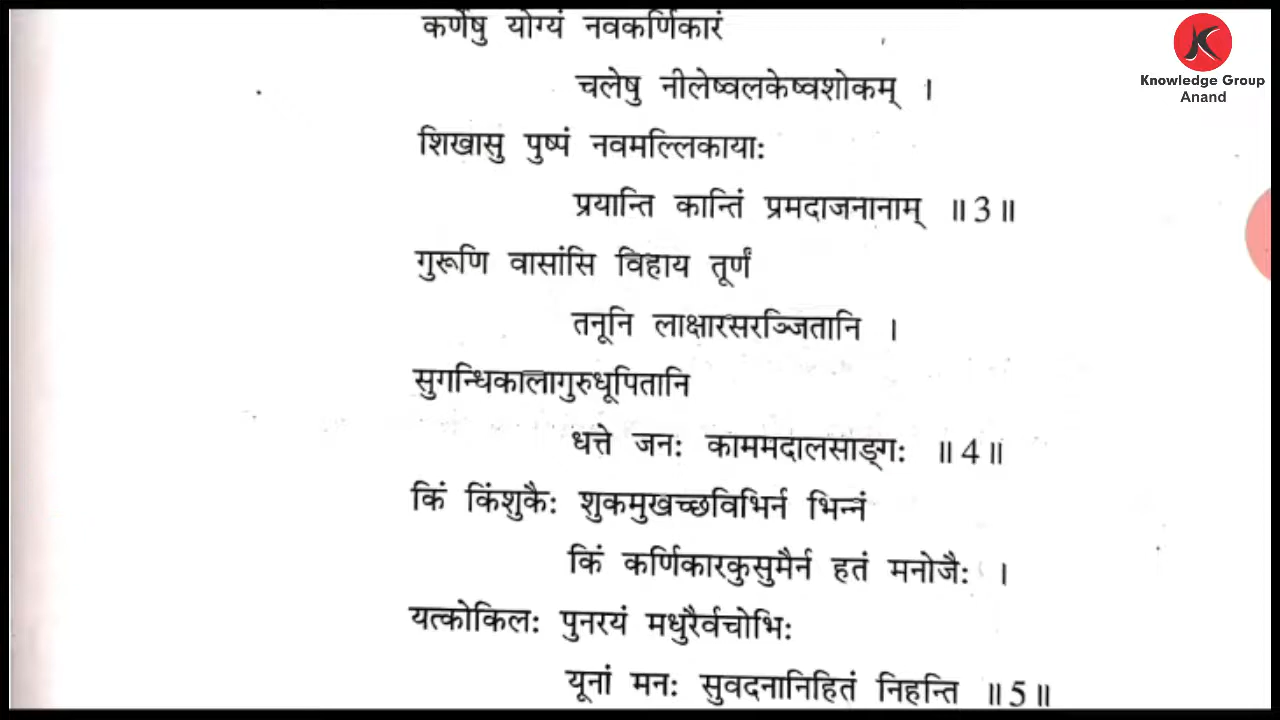 कर्णेषु योग्यं नवकर्णिकारं
चलेषु नीलेष्वलकेष्वशोकम् ।
शिखासु पुष्पं नवमल्लिकायाः
प्रयान्ति कान्तिं प्रमदाजनानाम् ॥3॥
गुरूणि वासांसि विहाय तूर्णं
तनूनि लाक्षारसरञ्जितानि ।
सुगन्धिकालागुरुधूपितानि
धत्ते जनः काममदालसाङ्गः ॥4॥
किं किंशुकैः शुकमुखच्छविभिर्न भिन्नं
किं कर्णिकारकुसुमैर्न हतं मनोजैः ।
यत्कोकिलः पुनरयं मधुरैर्वचोभिः
यूनां मनः सुवदनानिहितं निहन्ति ॥5॥
Knowledge Group
Anand